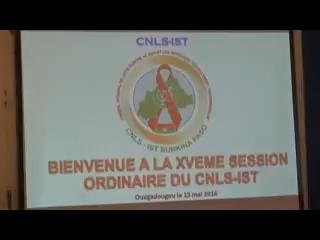 CNLS-IST
CNLS - IST BURKINA FASO
BIENVENUE A LA XVEME SESSION
ORDINAIRE DU CNLS-IST
Ouagadougou le 13 mai 2016